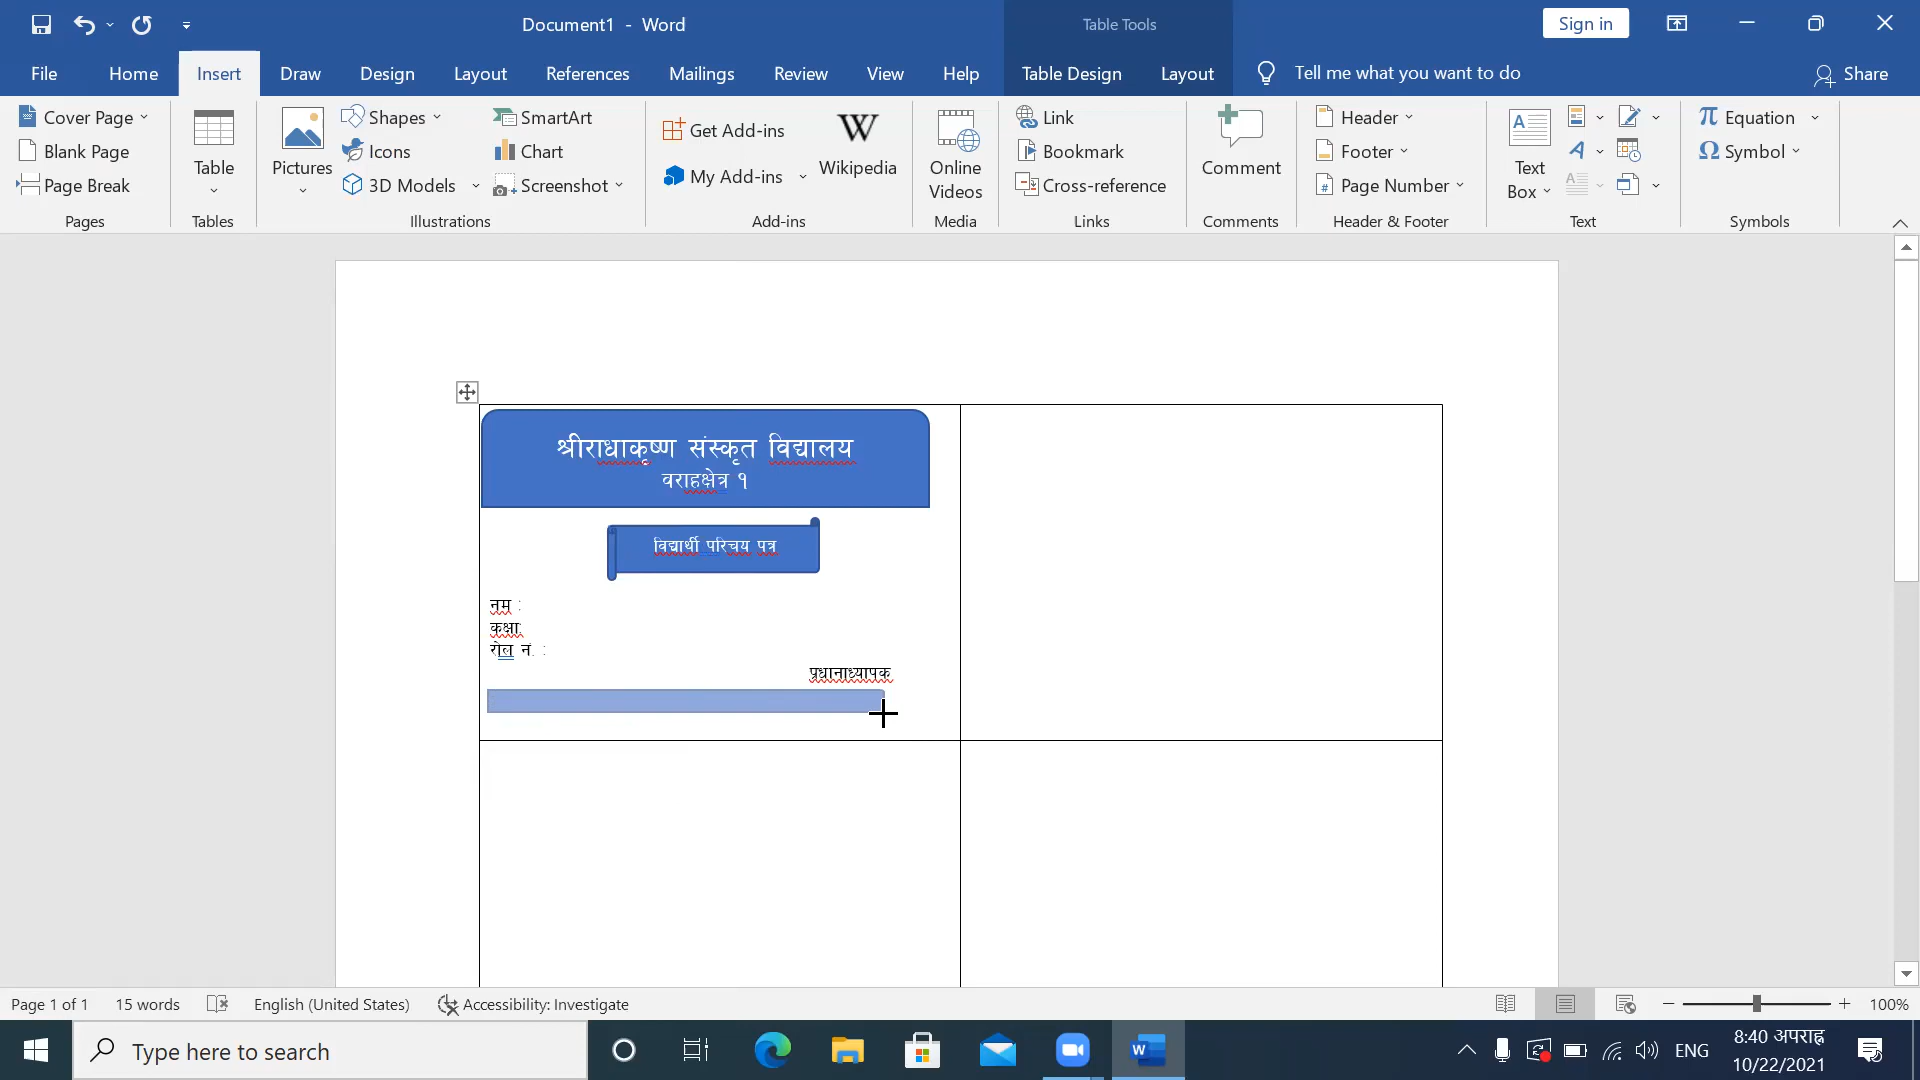 Document1 - Word
Table Tools
Sign in
File
Home
Insert
Draw
Design
Layout
References
Mailings
Review
View
Help
Table Design
Layout
Tell me what you want to do
Share
Cover Page
Blank Page
Page Break
Pages
Table
Tables
Pictures
Shapes
Icons
3D Models
SmartArt
Chart
Screenshot
Illustrations
Get Add-ins
My Add-ins
Wikipedia
Add-ins
Online
Videos
Media
Link
Bookmark
Cross-reference
Links
Comment
Comments
Header
Footer
Page Number
Header & Footer
Text
Box
Text
Equation
Symbol
Symbols
श्रीराधाकृष्ण संस्कृत विद्यालय
वराहक्षेत्र १
विद्यार्थी परिचय पत्र
नम :
कक्षा:
रोल नं. :
प्रधानाध्यापक
Page 1 of 1
15 words
English (United States)
Accessibility: Investigate
100%
Type here to search
ENG
8:40 अपराह्न
10/22/2021